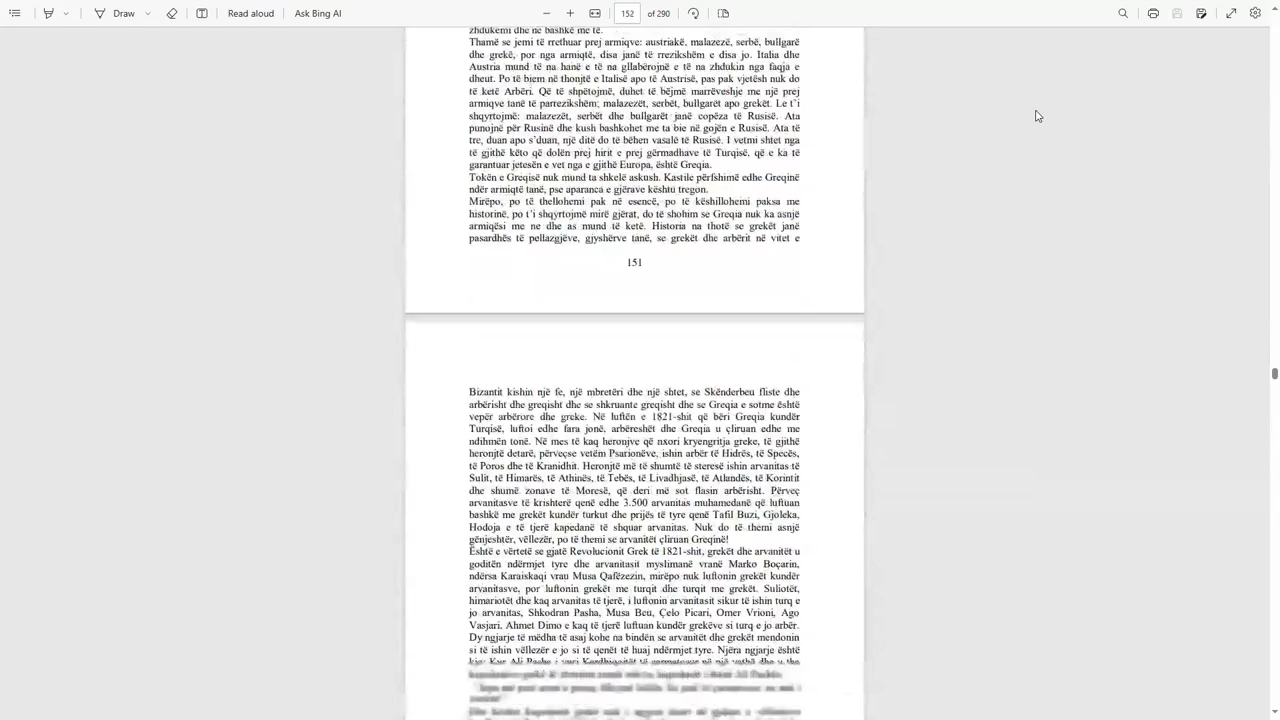 Draw
Read aloud
Ask Bing AI
152
of 290
zhdukemi dhe në bashkë me të.
Thamë se jemi të rrethuar prej armiqve: austriakë, malazezë, serbë, bullgarë
dhe grekë, por nga armiqtë, disa janë të rrezikshëm e disa jo. Italia dhe
Austria mund të na hanë e të na gllabërojnë e të na zhdukin nga faqja e
dheut. Po të biem në thonjtë e Italisë apo të Austrisë, pas pak vjetësh nuk do
të ketë Arbëri. Që të shpëtojmë, duhet të bëjmë marrëveshje me një prej
armiqve tanë të parrezikshëm; malazezët, serbët, bullgarët apo grekët. Le t'i
shqyrtojmë: malazezët, serbët dhe bullgarët janë copëza të Rusisë. Ata
punojnë për Rusinë dhe kush bashkohet me ta bie në gojën e Rusisë. Ata të
tre, duan apo s'duan, një ditë do të bëhen vasalë të Rusisë. I vetmi shtet nga
të gjithë këto që dolën prej hirit e prej gërmadhave të Turqisë, që e ka të
garantuar jetesën e vet nga e gjithë Europa, është Greqia.
Tokën e Greqisë nuk mund ta shkelë askush. Kastile përfshimë edhe Greqinë
ndër armiqtë tanë, pse aparanca e gjërave kështu tregon.
Mirëpo, po të thellohemi pak në esencë, po të këshillohemi paksa me
historinë, po t'i shqyrtojmë mirë gjërat, do të shohim se Greqia nuk ka asnjë
armiqësi me ne dhe as mund të ketë. Historia na thotë se grekët janë
pasardhës të pellazgjëve, gjyshërve tanë, se grekët dhe arbërit në vitet e
151
Bizantit kishin një fe, një mbretëri dhe një shtet, se Skënderbeu fliste dhe
arbërisht dhe greqisht dhe se shkruante greqisht dhe se Greqia e sotme është
vepër arbërore dhe greke. Në luftën e 1821-shit që bëri Greqia kundër
Turqisë, luftoi edhe fara jonë, arbëreshët dhe Greqia u çliruan edhe me
ndihmën tonë. Në mes të kaq heronjve që nxori kryengritja greke, të gjithë
heronjtë detarë, përveçse vetëm Psarionëve, ishin arbër të Hidrës, të Specës,
të Poros dhe të Kranidhit. Heronjtë më të shumtë të steresë ishin arvanitas të
Sulit, të Himarës, të Athinës, të Tebës, të Livadhjasë, të Atlandës, të Korintit
dhe shumë zonave të Moresë, që deri më sot flasin arbërisht. Përveç
arvanitasve të krishterë qenë edhe 3.500 arvanitas muhamedanë që luftuan
bashkë me grekët kundër turkut dhe prijës të tyre qenë Tafil Buzi, Gjoleka,
Hodoja e të tjerë kapedanë të shquar arvanitas. Nuk do të themi asnjë
gënjeshtër, vëllezër, po të themi se arvanitët çliruan Greqinë!
Është e vërtetë se gjatë Revolucionit Grek të 1821-shit, grekët dhe arvanitët u
goditën ndërmjet tyre dhe arvanitasit myslimanë vranë Marko Boçarin,
ndërsa Karaiskaqi vrau Musa Qafëzezin, mirëpo nuk luftonin grekët kundër
arvanitasve, por luftonin grekët me turqit dhe turqit me grekët. Suliotët,
himariotët dhe kaq arvanitas të tjerë, i luftonin arvanitasit sikur të ishin turq e
jo arvanitas, Shkodran Pasha, Musa Beu, Çelo Picari, Omer Vrioni, Ago
Vasjari, Ahmet Dimo e kaq të tjerë luftuan kundër grekëve si turq e jo arbër.
Dy ngjarje të mëdha të asaj kohe na bindën se arvanitët dhe grekët mendonin
si të ishin vëllezër e jo si të qenët të huaj ndërmjet tyre. Njëra ngjarje është
kjo: Kur Ali Pasha i vuri Kardhiqotët të garmatosur në një vathë dhe u the